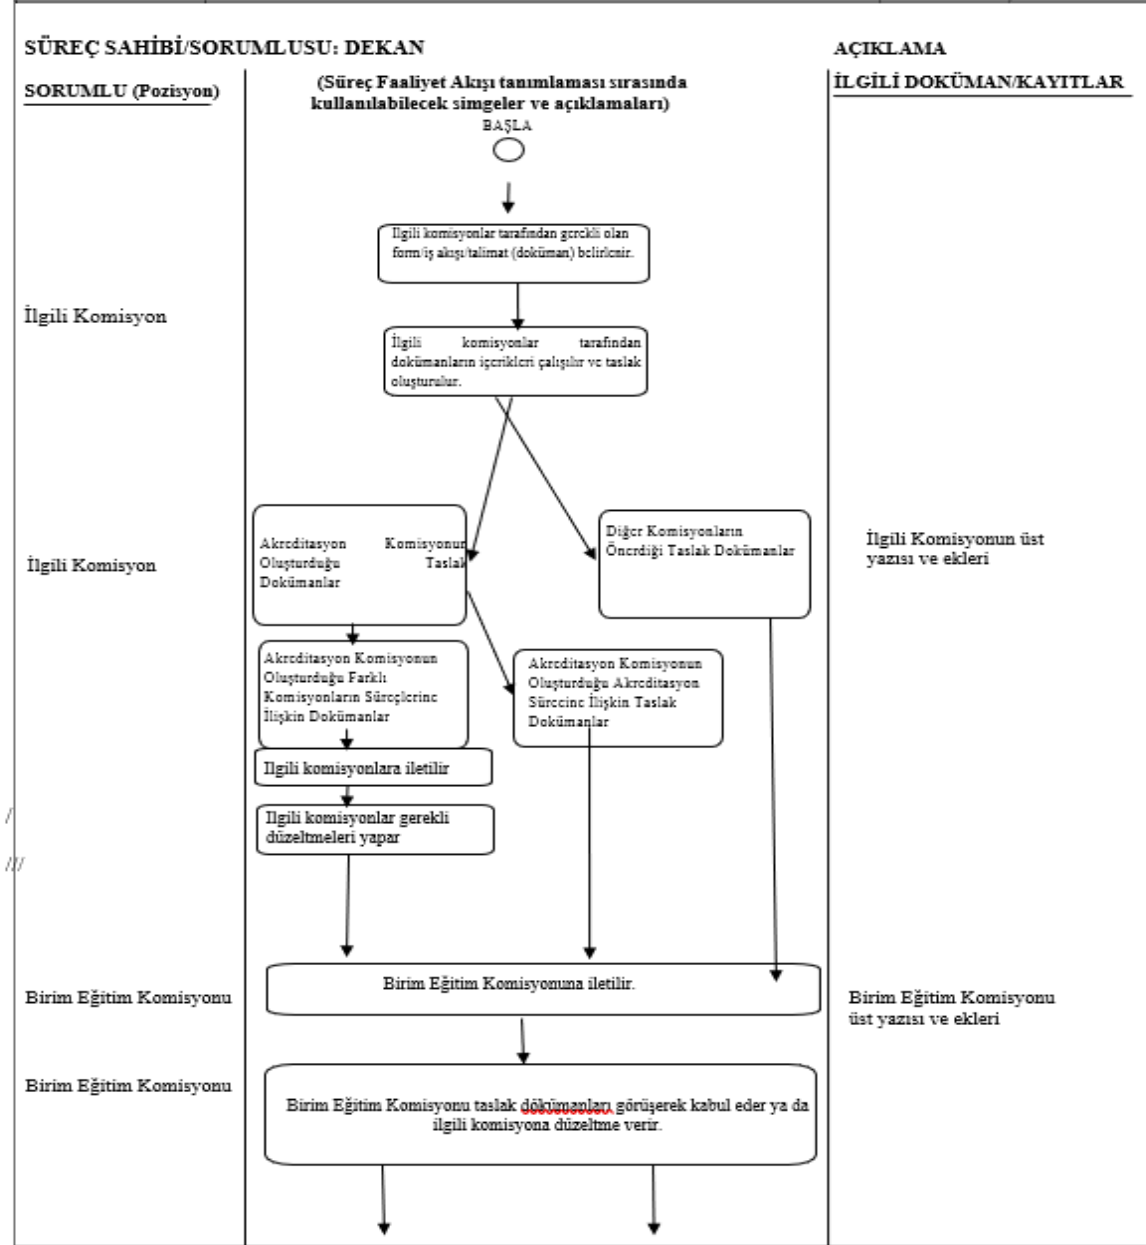 SÜREÇ SAHİBİ/SORUMLUSU: DEKAN
AÇIKLAMA
SORUMLU (Pozisyon)
(Süreç Faaliyet Akışı tanımlaması sırasında
kullanılabilecek simgeler ve açıklamaları)
İLGİLİ DOKÜMAN/KAYITLAR
BAŞLA
İlgili komisyonlar tarafından gerekli olan
form/iş akışı/talimat (doküman) belirlenir.
İlgili Komisyon
İlgili komisyonlar tarafından
dokümanların içerikleri çalışılır ve taslak
oluşturulur.
İlgili Komisyon
Akreditasyon Komisyonun
Oluşturduğu Taslak
Dokümanlar
Diğer Komisyonların
Önerdiği Taslak Dokümanlar
İlgili Komisyonun üst
yazısı ve ekleri
Akreditasyon Komisyonun
Oluşturduğu Farklı
Komisyonların Süreçlerine
İlişkin Dokümanlar
Akreditasyon Komisyonun
Oluşturduğu Akreditasyon
Sürecine İlişkin Taslak
Dokümanlar
İlgili komisyonlara iletilir
İlgili komisyonlar gerekli
düzeltmeleri yapar
/
///
Birim Eğitim Komisyonu
Birim Eğitim Komisyonuna iletilir.
Birim Eğitim Komisyonu
üst yazısı ve ekleri
Birim Eğitim Komisyonu
Birim Eğitim Komisyonu taslak dökümanları görüşerek kabul eder ya da
ilgili komisyona düzeltme verir.